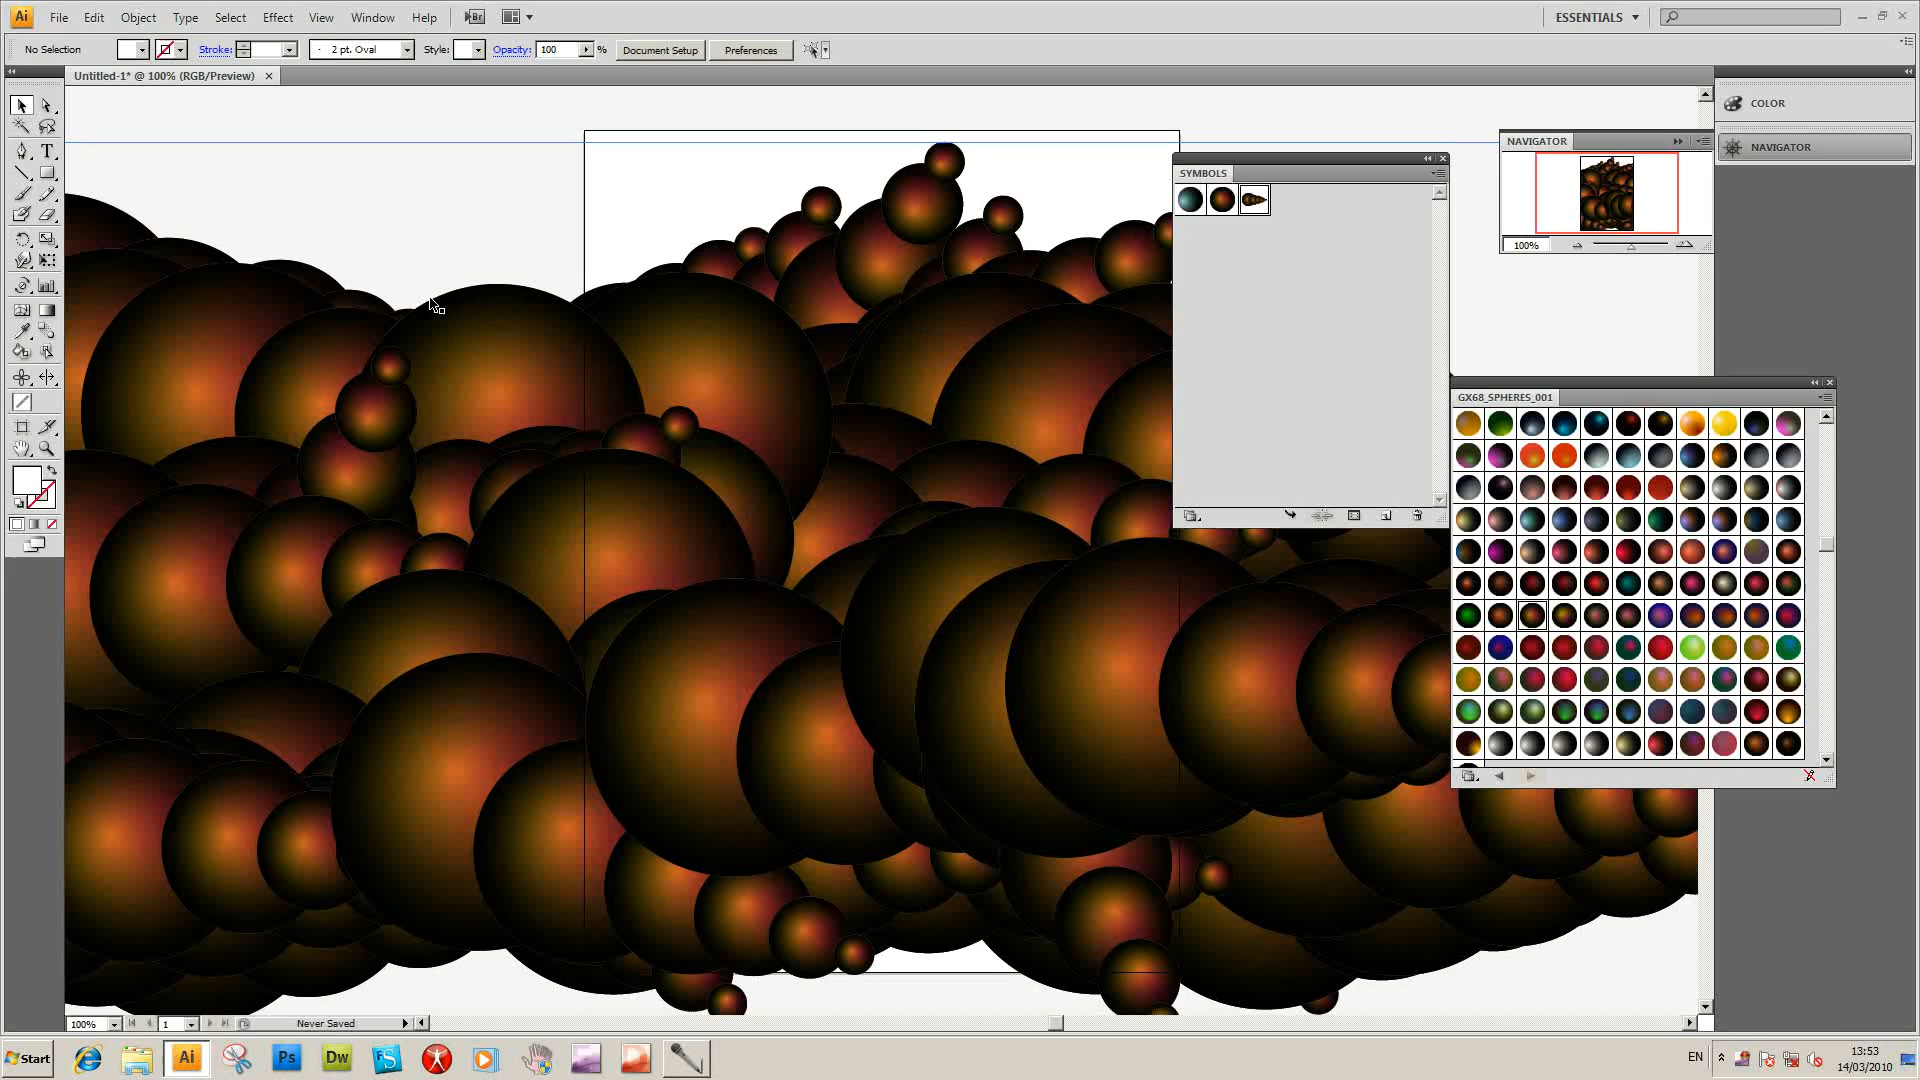 Ai File Edit Object Type Select Effect View Window Help Br ESSENTIALS
No Selection Stroke: 2 pt. Oval Style: Opacity: 100 % Document Setup Preferences
Untitled-1* @ 100% (RGB/Preview)
COLOR
NAVIGATOR
NAVIGATOR
100%
SYMBOLS
GX68_SPHERES_001
T
100% 1 Never Saved
Start Ai Ps Dw FS EN 13:53
14/03/2010